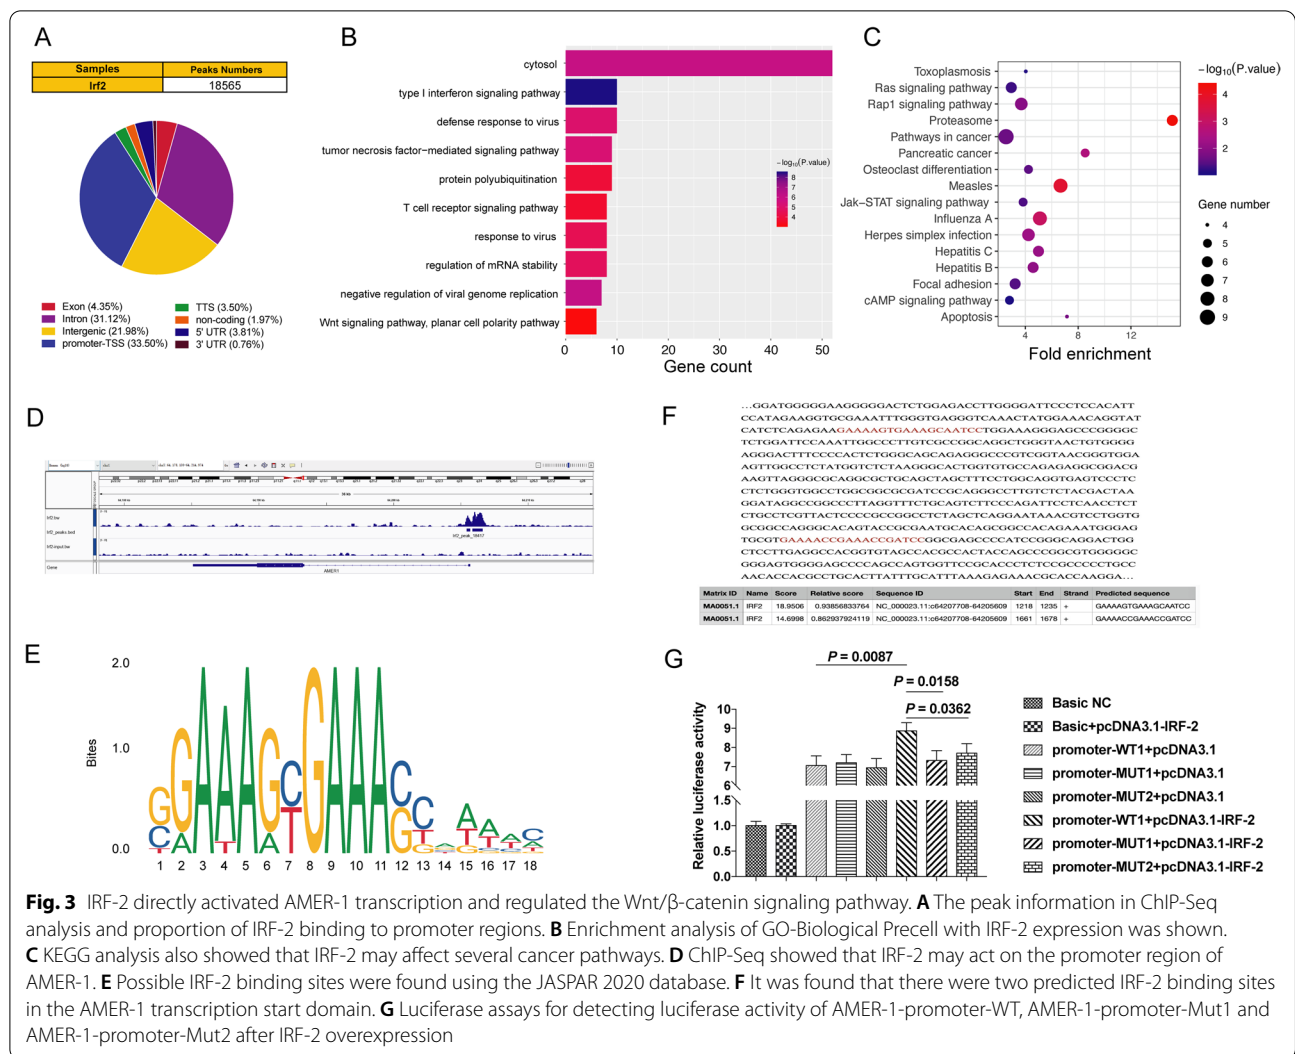 A
Samples Peaks Numbers
Irf2 18565
Exon (4.35%)
Intron (31.12%)
Intergenic (21.98%)
promoter-TSS (33.50%)
TTS (3.50%)
non-coding (1.97%)
5' UTR (3.81%)
3' UTR (0.76%)
B
cytosol
type I interferon signaling pathway
defense response to virus
tumor necrosis factor−mediated signaling pathway
protein polyubiquitination
T cell receptor signaling pathway
response to virus
regulation of mRNA stability
negative regulation of viral genome replication
Wnt signaling pathway, planar cell polarity pathway
0 10 20 30 40 50
Gene count
−log10(P.value)
8
7
6
5
4
C
Toxoplasmosis
Ras signaling pathway
Rap1 signaling pathway
Proteasome
Pathways in cancer
Pancreatic cancer
Osteoclast differentiation
Measles
Jak−STAT signaling pathway
Influenza A
Herpes simplex infection
Hepatitis C
Hepatitis B
Focal adhesion
cAMP signaling pathway
Apoptosis
4 8 12
Fold enrichment
−log10(P.value)
4
3
2
1
Gene number
4
5
6
7
8
9
D
Irf2.bw
Irf2_peaks.bed
Irf2-input.bw
Gene
AMER1
E
Bites
2.0
1.0
0.0
1 2 3 4 5 6 7 8 9 10 11 12 13 14 15 16 17 18
F
...GGATGGGGGAAGGGGGACTCTGGAGACCTTGGGGATTCCCTCCACATT
CCATAGAAGGTGCGAAATTTGGGTGAGGGTCAAACTATGGAAACAGGTAT
CATCTCAGAGAAGAAAAGTGAAAGCAATCCTGGAAAGGGAGCCCGGGGC
TCTGGATTCCAAATTGGCCCTTGTCGCCGGCAGGCTGGGTAACTGTGGGG
AGGGACTTTCCCCACTCTGGGCAGCAGAGGGCCCGTCGGTAACGGGTGGA
AGTTGGCCTCTATGGTCTCTAAGGGCACTGGTGTGCCAGAGAGGCGGACG
AAGTTAGGGCGCAGGCGCTGCAGCTAGCTTTCCTGGCAGGTGAGTCCCTC
CTCTGGGTGGCCTGGCGGCGCGATCCGCAGGGCCTTGTCTCTACGACTAA
GGATAGGCCGGCCCTTAGGTTTCTGCAGTCTTCCCAGATTCCTCAACCTCT
CTGCCTCGTTACTCCCCGCCGGCCTCTAGCTCAGGAATAAACGTCCTGGTG
GCGGCCAGGGCACAGTACCGCGAATGCACAGCGGCCACAGAAATGGGAG
TGCGTGAAAACCGAAACCGATCCCGGCGAGCCCCATCCGGGCAGGACTGG
CTCCTTGAGGCCACGGTGTAGCCACGCCACTACCAGCCCGGCGTGGGGGC
GGGAGTGGGGAGCCCCAGCCAGTGGTTCCGCACCCTCTCCGCCCCCTGCC
AACACCACGCCTGCACTTATTTGCATTTAAAGAGAAACGCACCAAGGA...
Matrix ID Name Score Relative score Sequence ID Start End Strand Predicted sequence
MA0051.1 IRF2 18.9506 0.93856833764 NC_000023.11:c64207708-64205609 1218 1235 + GAAAAGTGAAAGCAATCC
MA0051.1 IRF2 14.6998 0.862937924119 NC_000023.11:c64207708-64205609 1661 1678 + GAAAACCGAAACCGATCC
G
P = 0.0087
P = 0.0158
P = 0.0362
Relative luciferase activity
10
9
8
7
6
1.5
1.0
0.5
0.0
Basic NC
Basic+pcDNA3.1-IRF-2
promoter-WT1+pcDNA3.1
promoter-MUT1+pcDNA3.1
promoter-MUT2+pcDNA3.1
promoter-WT1+pcDNA3.1-IRF-2
promoter-MUT1+pcDNA3.1-IRF-2
promoter-MUT2+pcDNA3.1-IRF-2
Fig. 3 IRF-2 directly activated AMER-1 transcription and regulated the Wnt/β-catenin signaling pathway. A The peak information in ChIP-Seq
analysis and proportion of IRF-2 binding to promoter regions. B Enrichment analysis of GO-Biological Precell with IRF-2 expression was shown.
C KEGG analysis also showed that IRF-2 may affect several cancer pathways. D ChIP-Seq showed that IRF-2 may act on the promoter region of
AMER-1. E Possible IRF-2 binding sites were found using the JASPAR 2020 database. F It was found that there were two predicted IRF-2 binding sites
in the AMER-1 transcription start domain. G Luciferase assays for detecting luciferase activity of AMER-1-promoter-WT, AMER-1-promoter-Mut1 and
AMER-1-promoter-Mut2 after IRF-2 overexpression